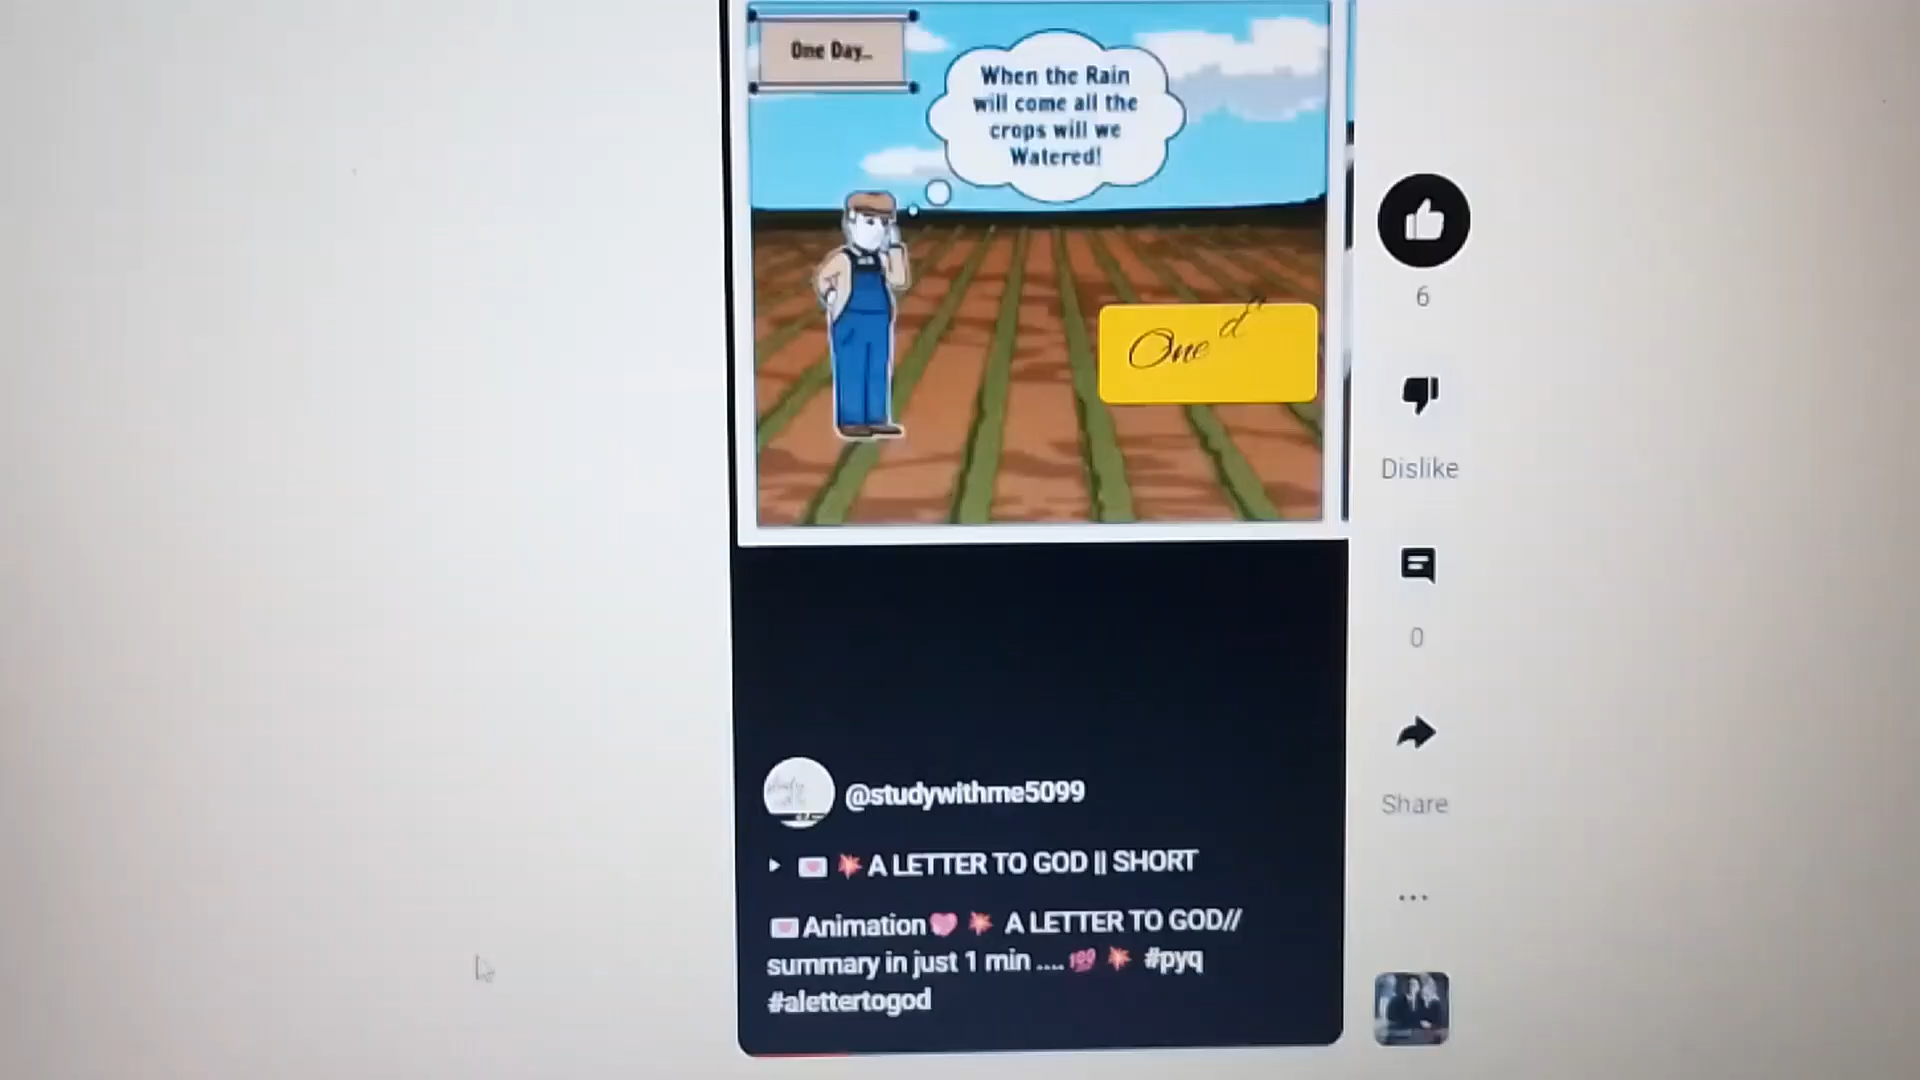 One Day...
When the Rain
will come all the
crops will we
Watered!
One d
6
Dislike
0
Share
@studywithme5099
A LETTER TO GOD || SHORT
Animation A LETTER TO GOD//
summary in just 1 min ....💯 #pyq
#alettertogod